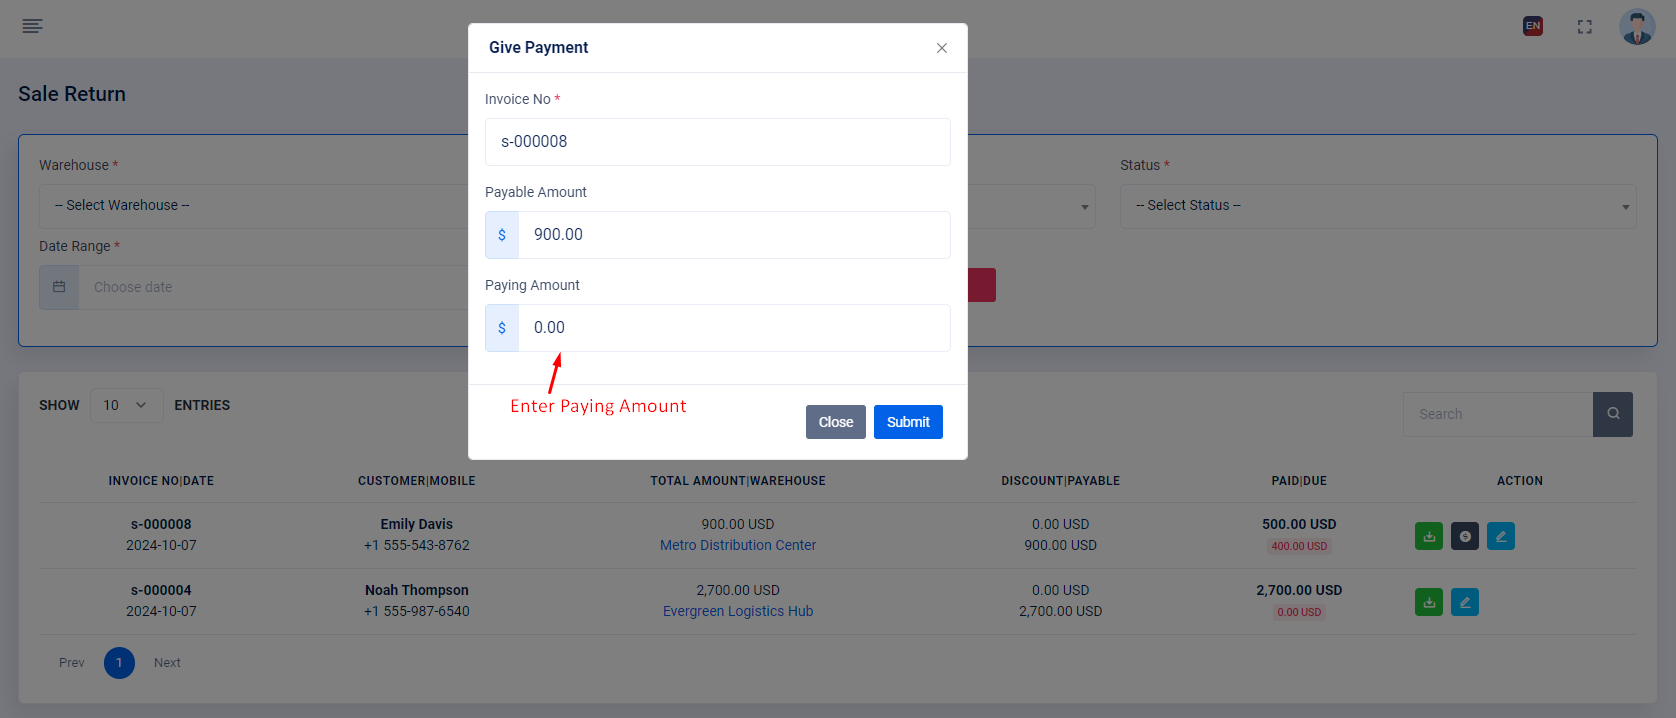 EN
Give Payment
Sale Return
Invoice No *
s-000008
Warehouse *
-- Select Warehouse --
Status *
-- Select Status --
Payable Amount
$ 900.00
Date Range *
Choose date
Paying Amount
$ 0.00
Enter Paying Amount
Close Submit
SHOW 10 ENTRIES
Search
INVOICE NO|DATE CUSTOMER|MOBILE TOTAL AMOUNT|WAREHOUSE DISCOUNT|PAYABLE PAID|DUE ACTION
s-000008 Emily Davis 900.00 USD 0.00 USD 500.00 USD
2024-10-07 +1 555-543-8762 Metro Distribution Center 900.00 USD 400.00 USD
s-000004 Noah Thompson 2,700.00 USD 0.00 USD 2,700.00 USD
2024-10-07 +1 555-987-6540 Evergreen Logistics Hub 2,700.00 USD 0.00 USD
Prev 1 Next